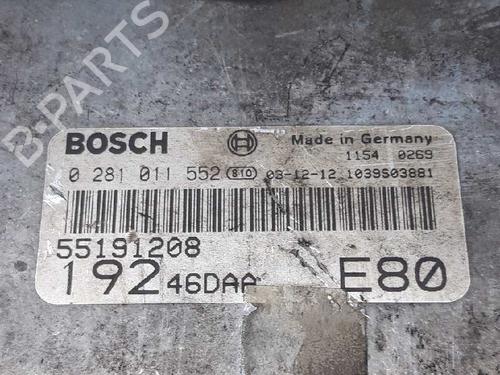 B-PARTS
BOSCH
Made in Germany
1154 0269
0 281 011 552 810 03-12-12 1039S03881
55191208
192 46DAA E80